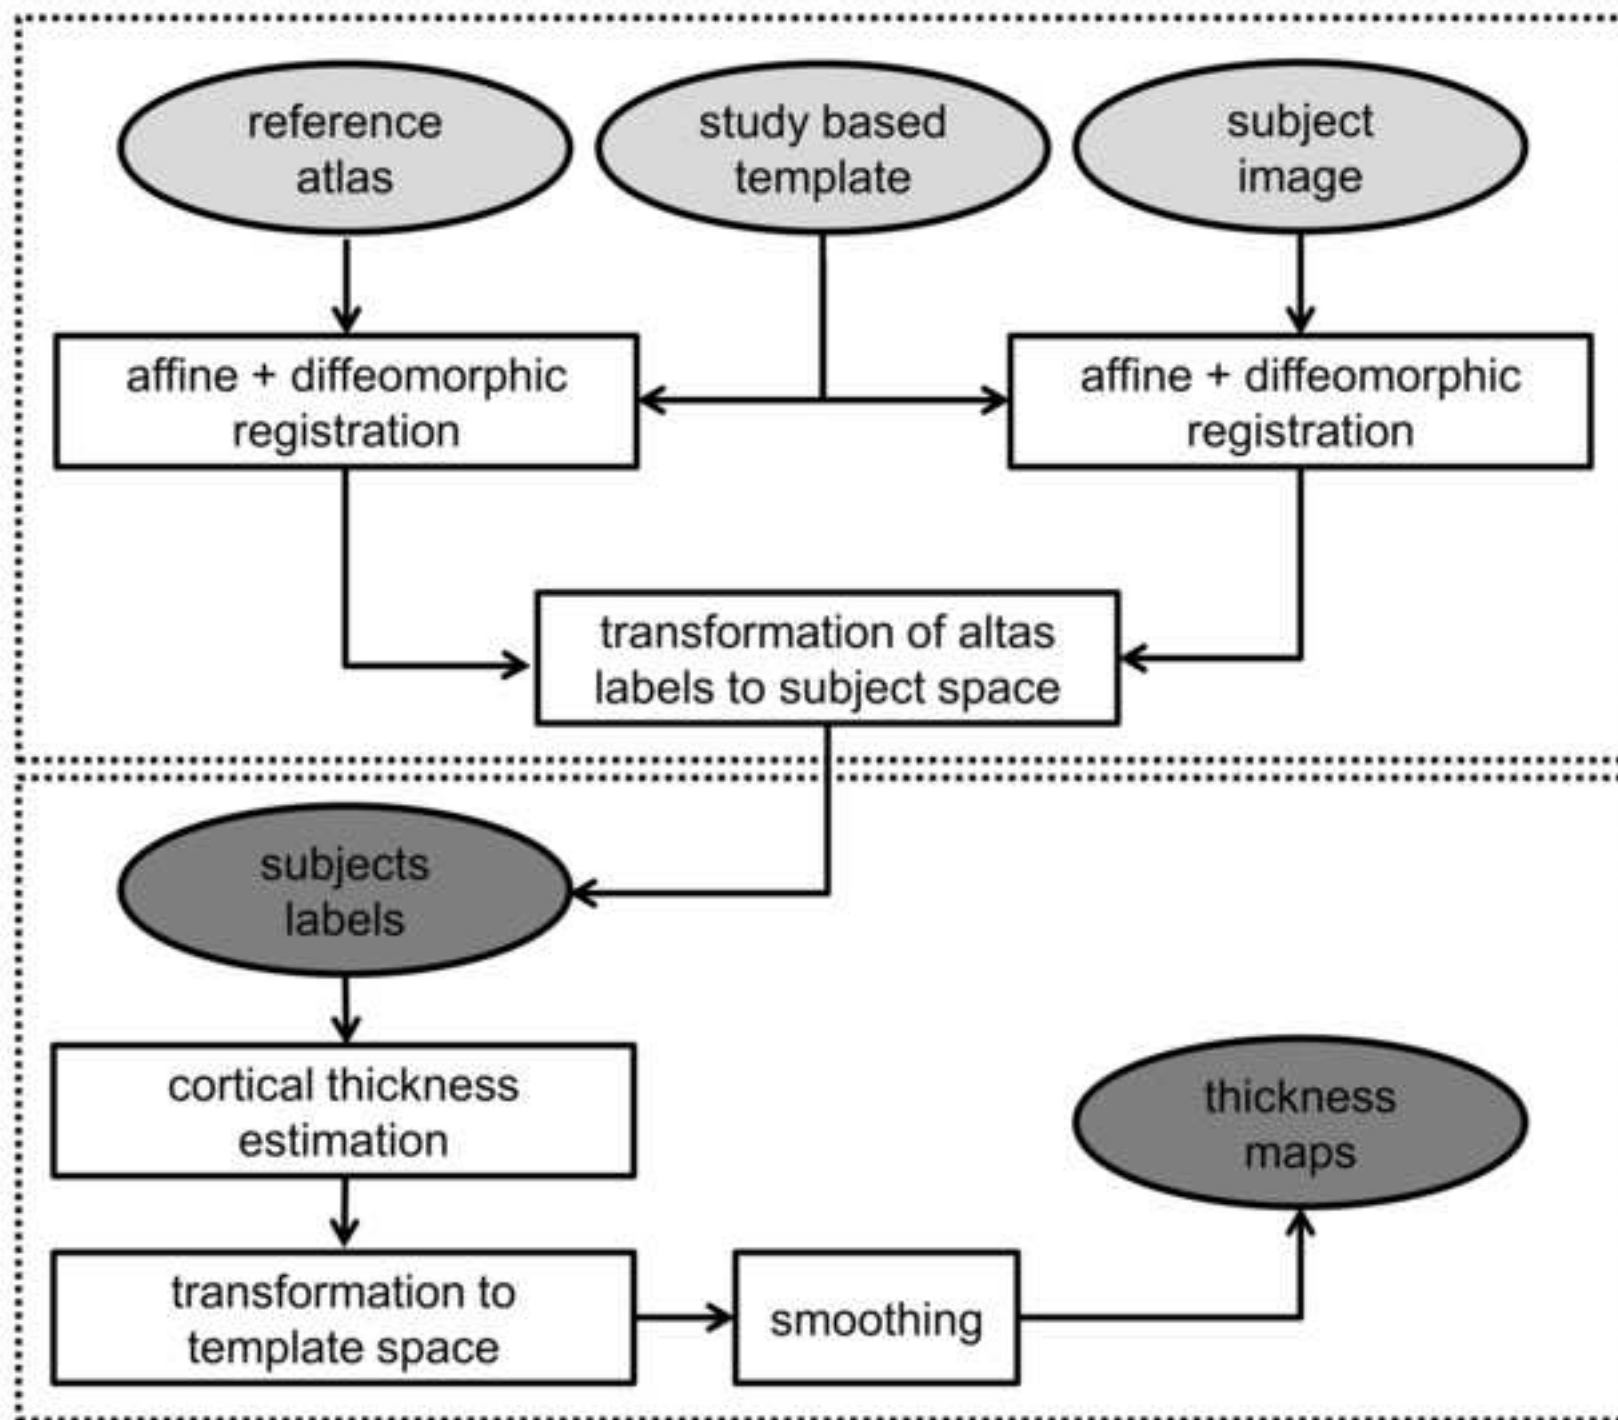 reference
atlas
study based
template
subject
image
affine + diffeomorphic
registration
affine + diffeomorphic
registration
transformation of altas
labels to subject space
subjects
labels
cortical thickness
estimation
thickness
maps
transformation to
template space
smoothing